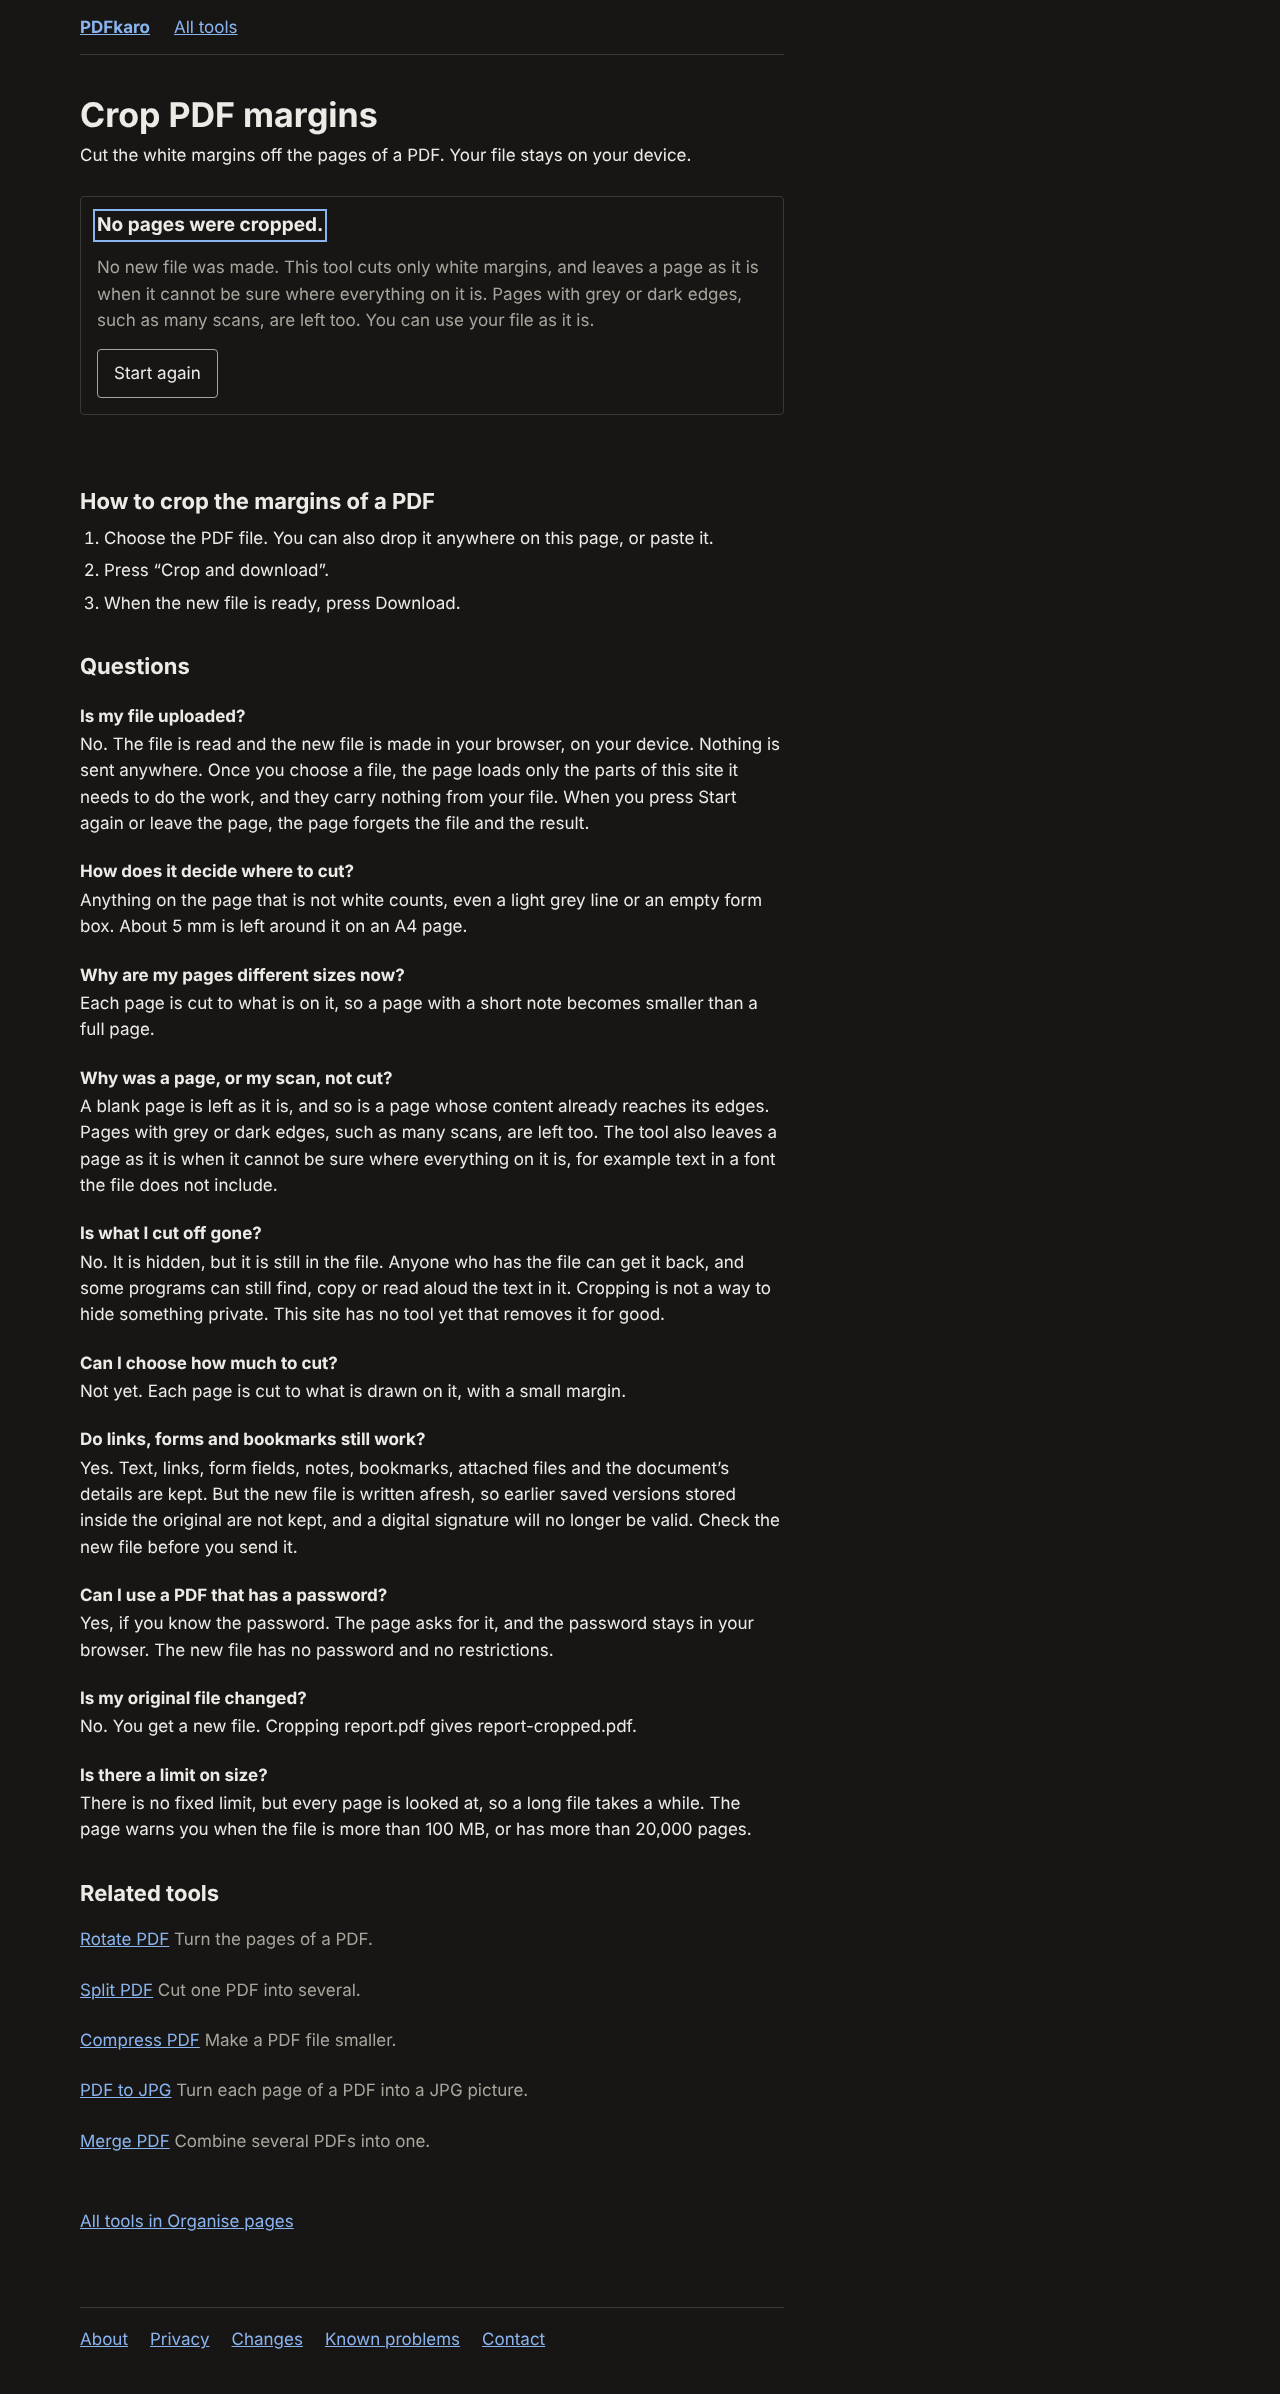 PDFkaro All tools
Crop PDF margins
Cut the white margins off the pages of a PDF. Your file stays on your device.
No pages were cropped.
No new file was made. This tool cuts only white margins, and leaves a page as it is
when it cannot be sure where everything on it is. Pages with grey or dark edges,
such as many scans, are left too. You can use your file as it is.
Start again
How to crop the margins of a PDF
1. Choose the PDF file. You can also drop it anywhere on this page, or paste it.
2. Press “Crop and download”.
3. When the new file is ready, press Download.
Questions
Is my file uploaded?
No. The file is read and the new file is made in your browser, on your device. Nothing is
sent anywhere. Once you choose a file, the page loads only the parts of this site it
needs to do the work, and they carry nothing from your file. When you press Start
again or leave the page, the page forgets the file and the result.
How does it decide where to cut?
Anything on the page that is not white counts, even a light grey line or an empty form
box. About 5 mm is left around it on an A4 page.
Why are my pages different sizes now?
Each page is cut to what is on it, so a page with a short note becomes smaller than a
full page.
Why was a page, or my scan, not cut?
A blank page is left as it is, and so is a page whose content already reaches its edges.
Pages with grey or dark edges, such as many scans, are left too. The tool also leaves a
page as it is when it cannot be sure where everything on it is, for example text in a font
the file does not include.
Is what I cut off gone?
No. It is hidden, but it is still in the file. Anyone who has the file can get it back, and
some programs can still find, copy or read aloud the text in it. Cropping is not a way to
hide something private. This site has no tool yet that removes it for good.
Can I choose how much to cut?
Not yet. Each page is cut to what is drawn on it, with a small margin.
Do links, forms and bookmarks still work?
Yes. Text, links, form fields, notes, bookmarks, attached files and the document’s
details are kept. But the new file is written afresh, so earlier saved versions stored
inside the original are not kept, and a digital signature will no longer be valid. Check the
new file before you send it.
Can I use a PDF that has a password?
Yes, if you know the password. The page asks for it, and the password stays in your
browser. The new file has no password and no restrictions.
Is my original file changed?
No. You get a new file. Cropping report.pdf gives report-cropped.pdf.
Is there a limit on size?
There is no fixed limit, but every page is looked at, so a long file takes a while. The
page warns you when the file is more than 100 MB, or has more than 20,000 pages.
Related tools
Rotate PDF Turn the pages of a PDF.
Split PDF Cut one PDF into several.
Compress PDF Make a PDF file smaller.
PDF to JPG Turn each page of a PDF into a JPG picture.
Merge PDF Combine several PDFs into one.
All tools in Organise pages
About Privacy Changes Known problems Contact